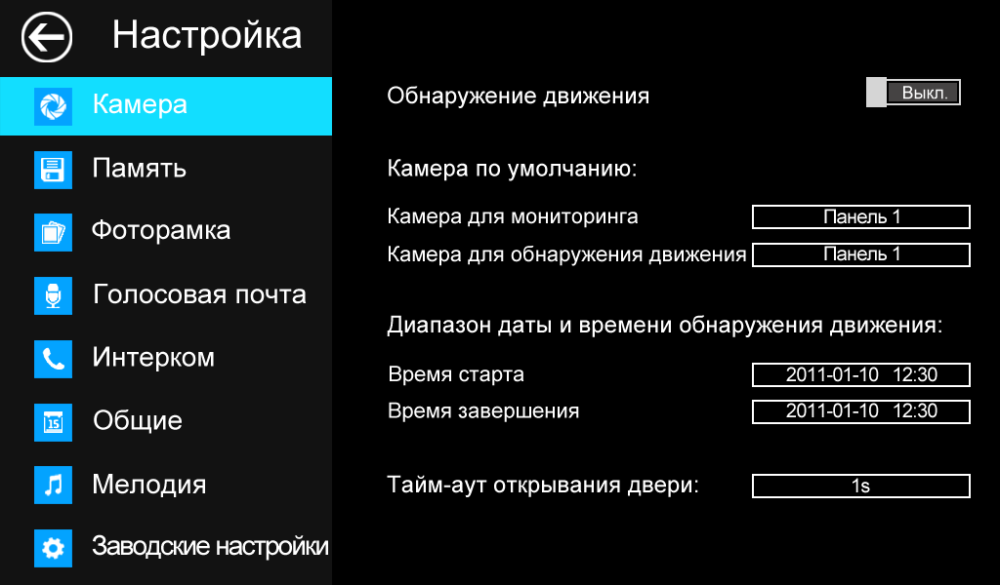 Настройка
Камера
Память
Фоторамка
Голосовая почта
Интерком
15
Общие
Мелодия
Заводские настройки
Обнаружение движения
Выкл.
Камера по умолчанию:
Камера для мониторинга
Панель 1
Камера для обнаружения движения
Панель 1
Диапазон даты и времени обнаружения движения:
Время старта
2011-01-10 12:30
Время завершения
2011-01-10 12:30
Тайм-аут открывания двери:
1s